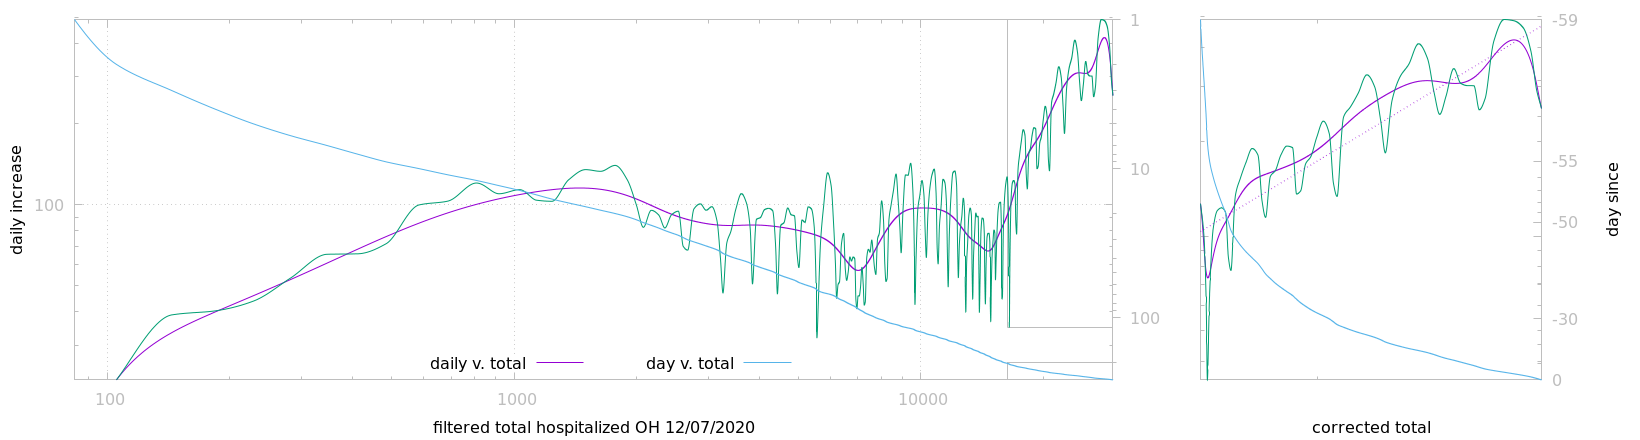 daily increase
100
daily v. total
day v. total
100
1000
10000
filtered total hospitalized OH 12/07/2020
1
10
100
corrected total
-59
-55
-50
-30
0
day since